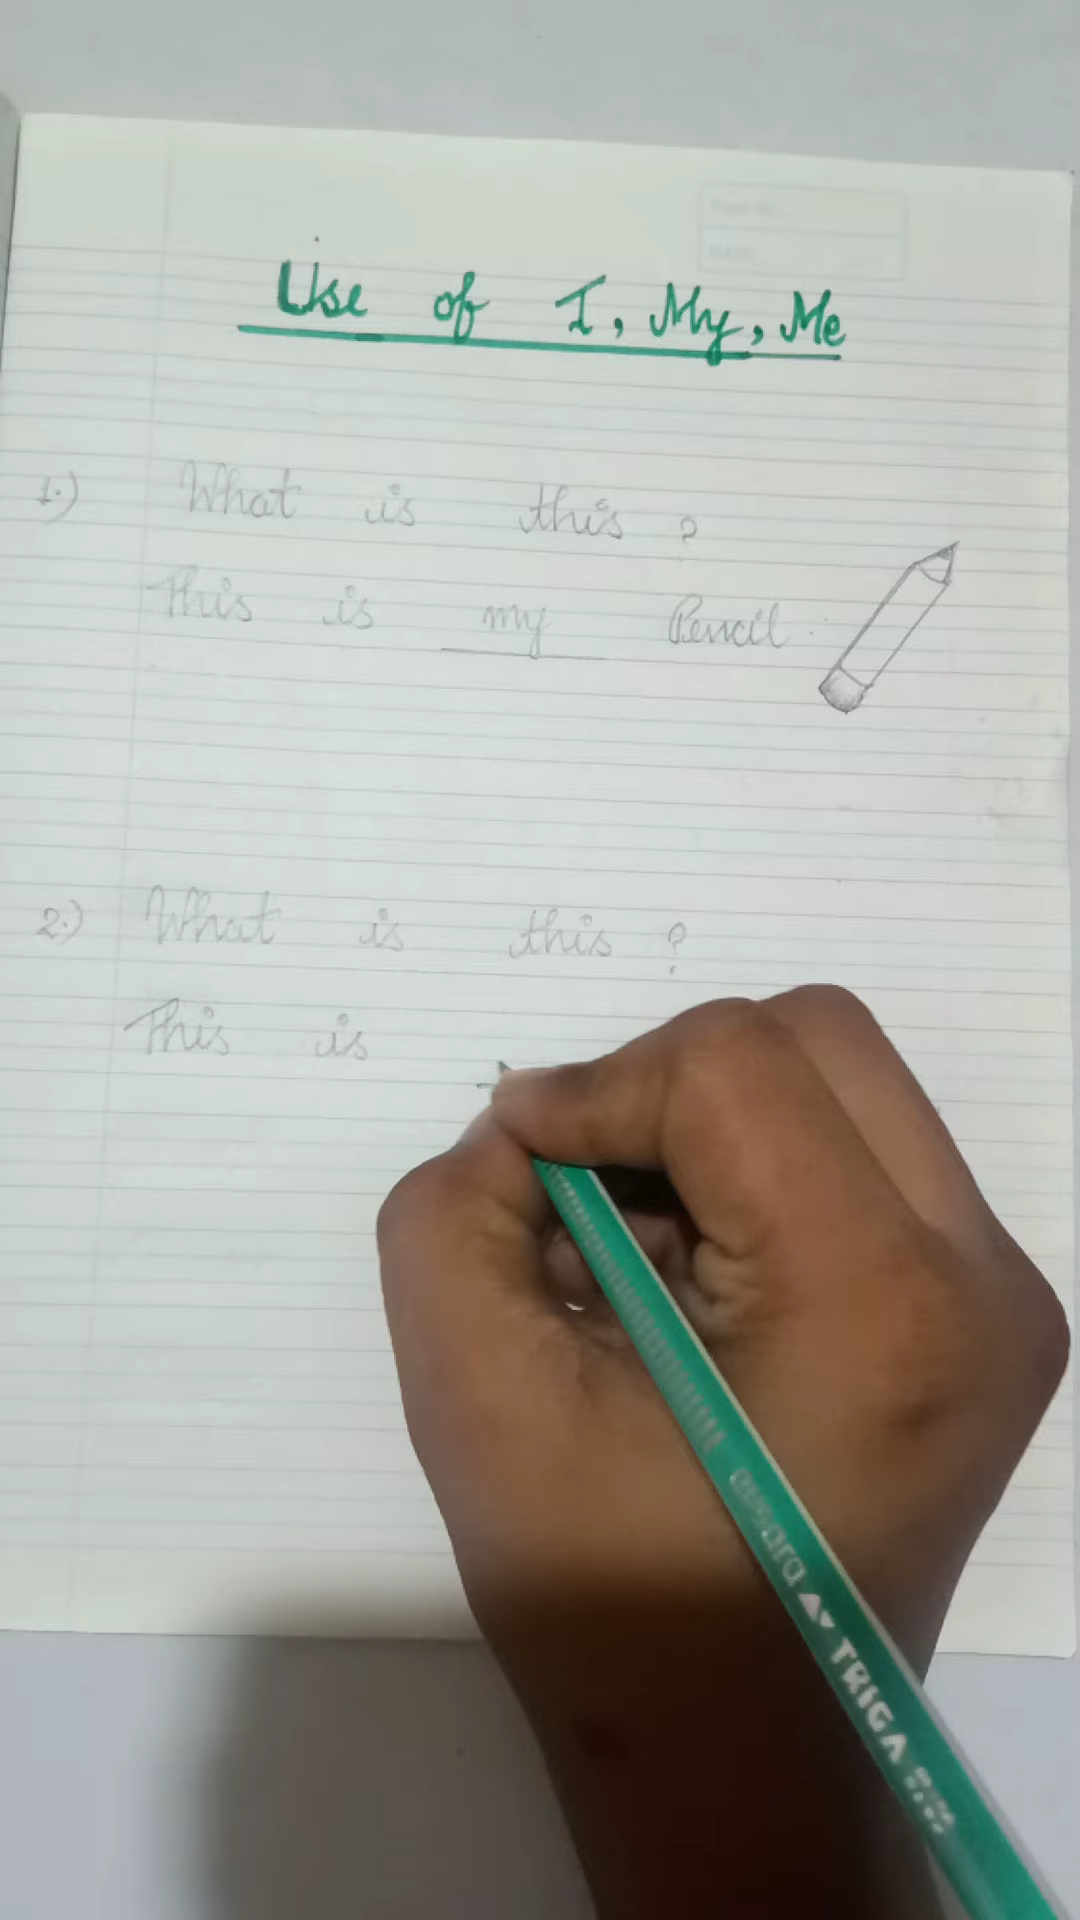 Use of I, My, Me
1.) What is this ?
This is my Pencil.
2.) What is this ?
This is
apsara TRIGA